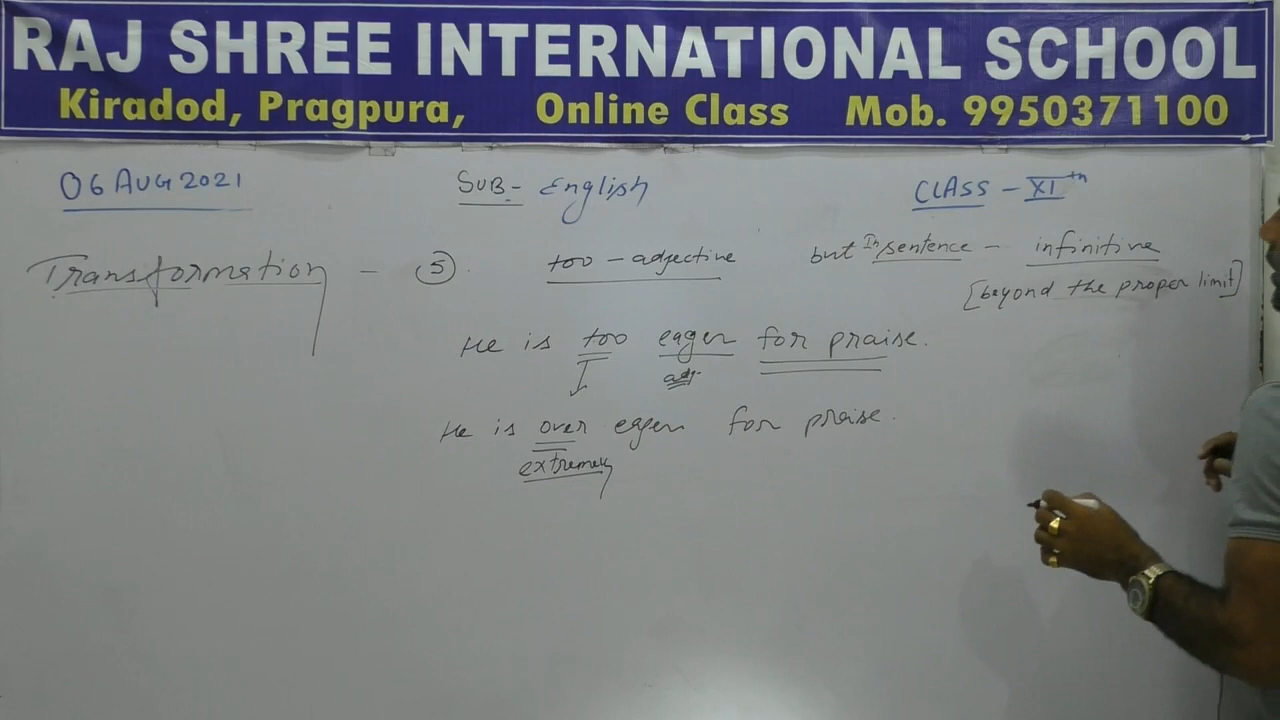 RAJ SHREE INTERNATIONAL SCHOOL
Kiradod, Pragpura, Online Class Mob. 9950371100
06 AUG 2021 SUB- English CLASS - XIth
Transformation - (5). too-adjective but In sentence - infinitive
[beyond the proper limit]
He is too eager for praise.
adj.
He is over eager for praise.
extremely